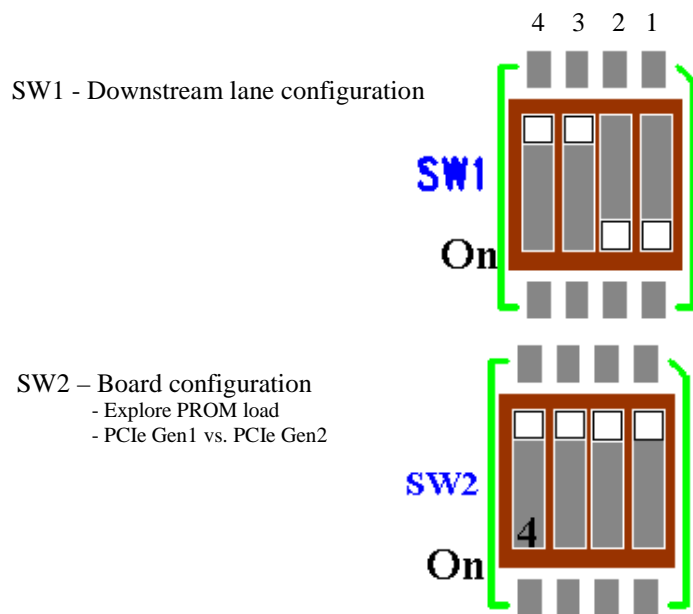 4 3 2 1
SW1 - Downstream lane configuration
SW1
On
SW2 – Board configuration
- Explore PROM load
- PCIe Gen1 vs. PCIe Gen2
SW2
4
On